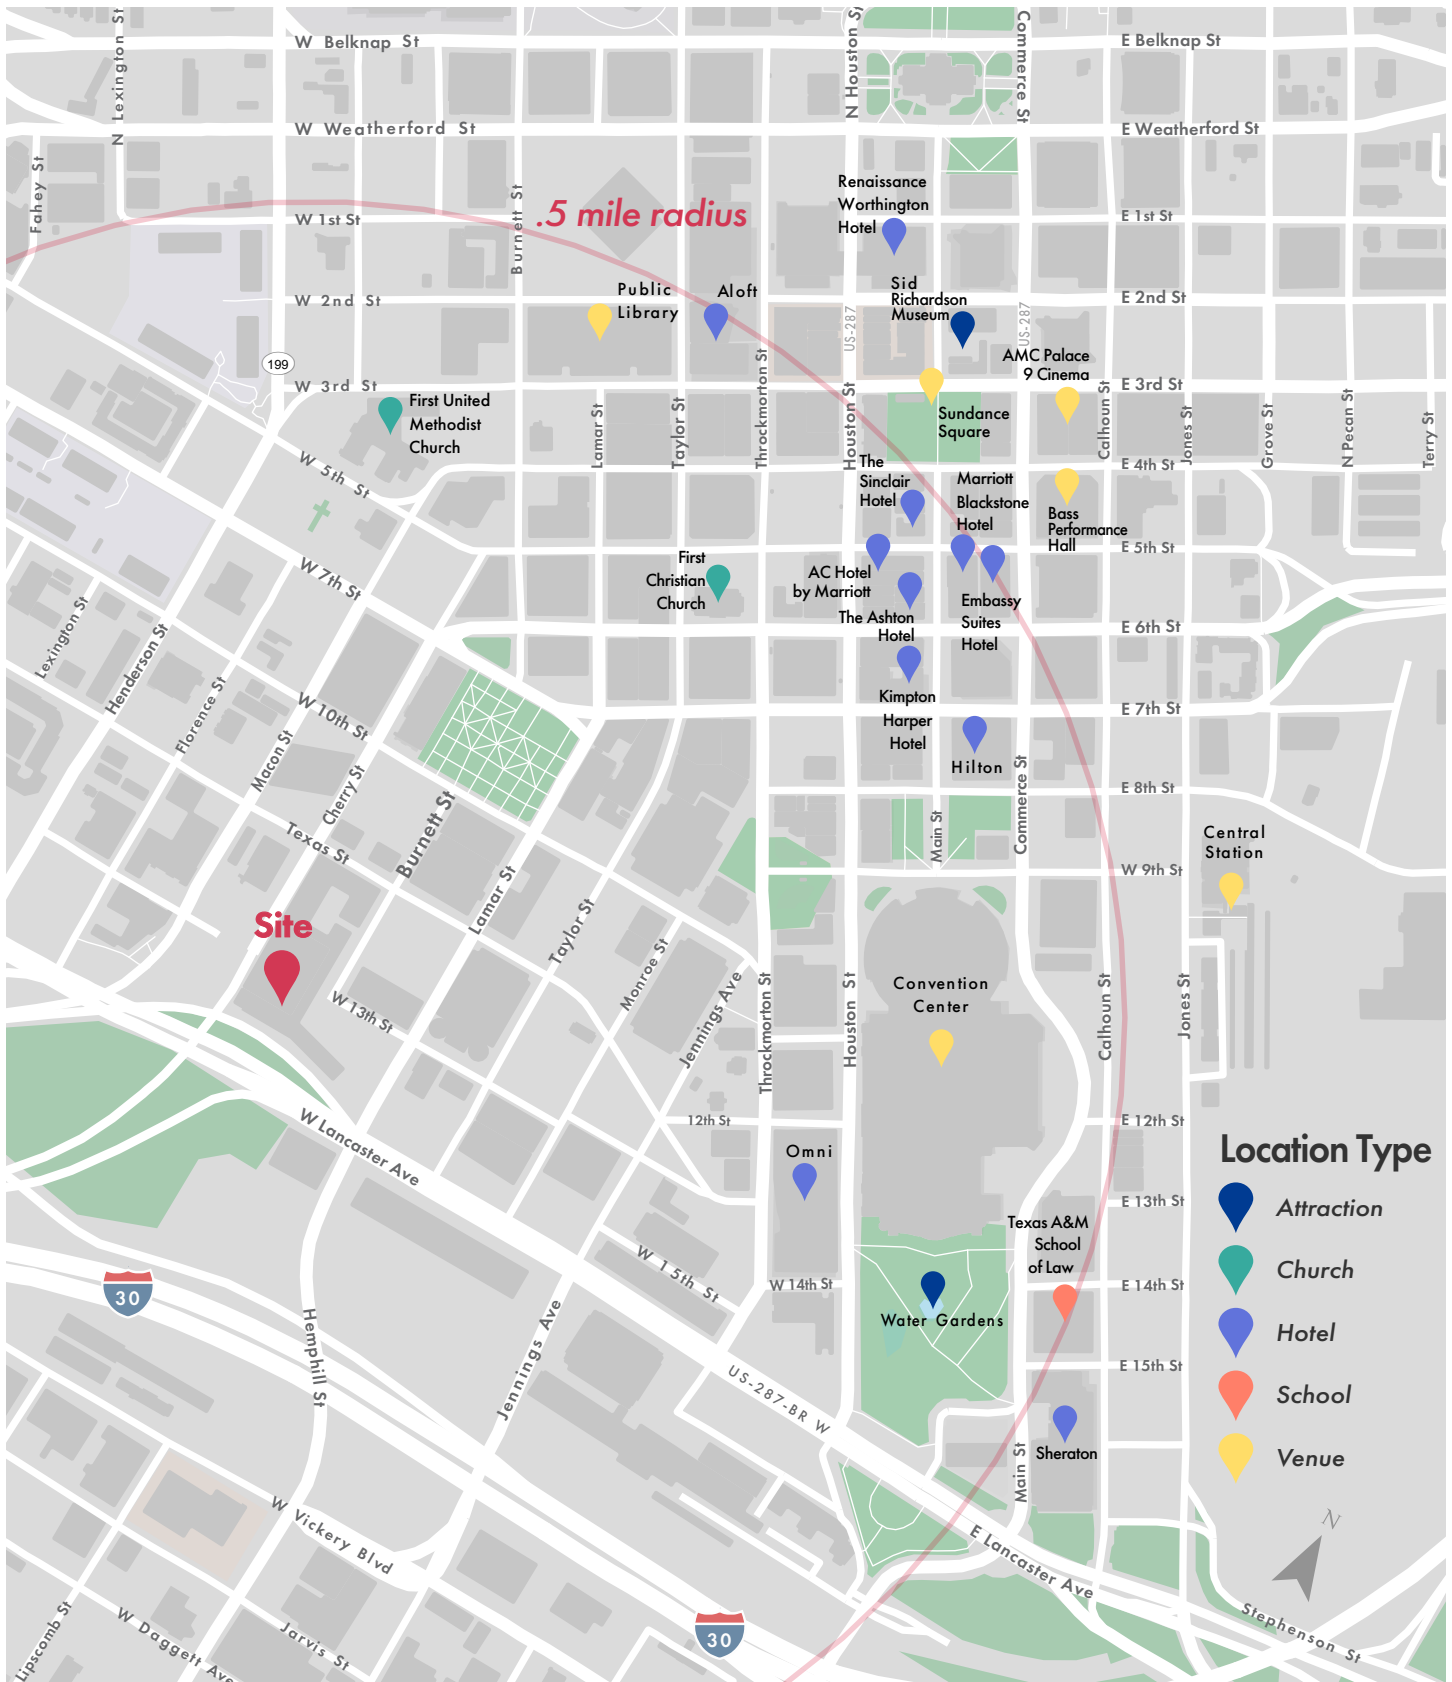 N Lexington St
W Belknap St
N Houston St
Commerce St
E Belknap St
W Weatherford St
E Weatherford St
Fahey St
Burnett St
.5 mile radius
Renaissance
Worthington
Hotel
W 1st St
E 1st St
W 2nd St
Public
Library
Aloft
Sid
Richardson
Museum
US-287
US-287
E 2nd St
199
W 3rd St
Throckmorton St
Houston St
AMC Palace
9 Cinema
Calhoun St
E 3rd St
First United
Methodist
Church
Lamar St
Taylor St
Sundance
Square
Jones St
Grove St
N Pecan St
Terry St
W 5th St
The
Sinclair
Hotel
Marriott
Blackstone
Hotel
E 4th St
Bass
Performance
Hall
E 5th St
W 7th St
First
Christian
Church
AC Hotel
by Marriott
The Ashton
Hotel
Embassy
Suites
Hotel
E 6th St
Lexington St
Henderson St
Florence St
W 10th St
Kimpton
Harper
Hotel
E 7th St
Macon St
Cherry St
Hilton
Commerce St
E 8th St
Texas St
Burnett St
Main St
Central
Station
W 9th St
Lamar St
Taylor St
Site
Monroe St
Jennings Ave
Throckmorton St
Houston St
Convention
Center
Calhoun St
Jones St
W 13th St
W Lancaster Ave
12th St
E 12th St
Omni
Location Type
Attraction
Church
Hotel
School
Venue
E 13th St
Texas A&M
School
of Law
W 15th St
W 14th St
E 14th St
Water Gardens
30
Hemphill St
Jennings Ave
US-287-BR W
E 15th St
Sheraton
Main St
W Vickery Blvd
E Lancaster Ave
N
Lipscomb St
W Daggett Ave
Jarvis St
30
Stephenson St